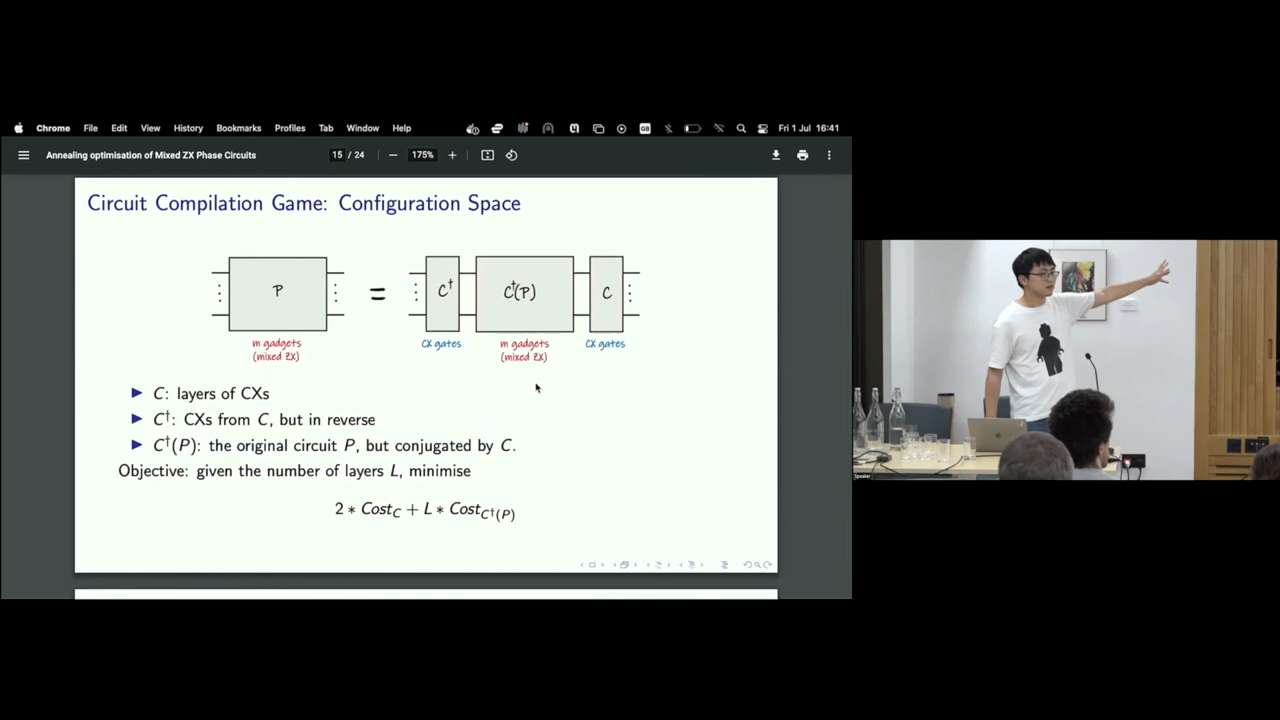 Chrome File Edit View History Bookmarks Profiles Tab Window Help GB Fri 1 Jul 16:41
Annealing optimisation of Mixed ZX Phase Circuits 15 / 24 − 175% +
Circuit Compilation Game: Configuration Space
P = C† C†(P) C
m gadgets (mixed ZX) CX gates m gadgets (mixed ZX) CX gates
▶ C: layers of CXs
▶ C†: CXs from C, but in reverse
▶ C†(P): the original circuit P, but conjugated by C.
Objective: given the number of layers L, minimise
2 * Cost_C + L * Cost_C†(P)
Speaker